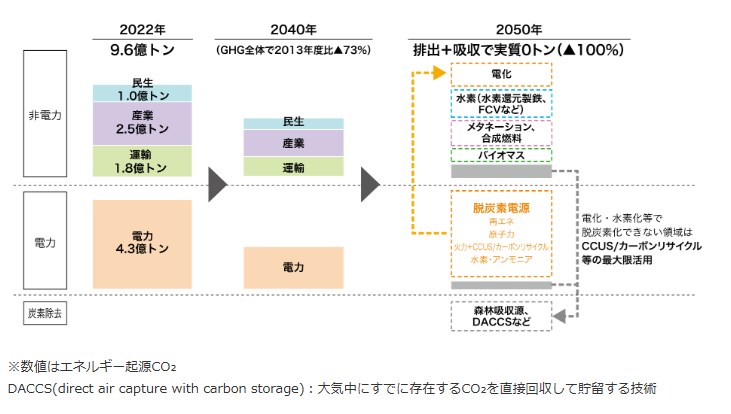 2022年
9.6億トン
2040年
(GHG全体で2013年度比▲73%)
2050年
排出+吸収で実質0トン(▲100%)
非電力
民生
1.0億トン
産業
2.5億トン
運輸
1.8億トン
民生
産業
運輸
電化
水素(水素還元製鉄、
FCVなど)
メタネーション、
合成燃料
バイオマス
電力
電力
4.3億トン
電力
脱炭素電源
再エネ
原子力
火力+CCUS/カーボンリサイクル
水素・アンモニア
電化・水素化等で
脱炭素化できない領域は
CCUS/カーボンリサイクル
等の最大限活用
炭素除去
森林吸収源、
DACCSなど
※数値はエネルギー起源CO₂
DACCS(direct air capture with carbon storage):大気中にすでに存在するCO₂を直接回収して貯留する技術